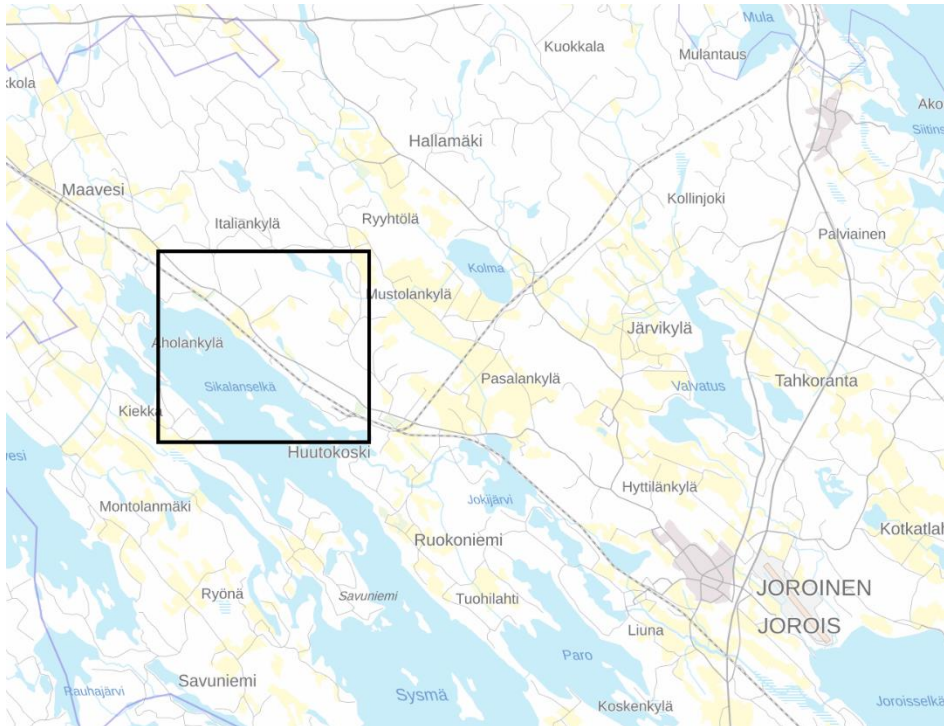 Mula
Kuokkala
Mulantaus
kkola
Ako
Siitins
Hallamäki
Maavesi
Kollinjoki
Italiankylä
Ryyhtölä
Palviainen
Kolma
Mustolankylä
Järvikylä
Aholankylä
Sikalanselkä
Pasalankylä
Valvatus
Tahkoranta
Kiekka
Huutokoski
vesi
Hyttilänkylä
Montolanmäki
Jokijärvi
Kotkatlah
Ruokoniemi
Ryönä
Savuniemi
Tuohilahti
JOROINEN
JOROIS
Liuna
Paro
Savuniemi
Rauhajärvi
Sysmä
Koskenkylä
Joroisselkä